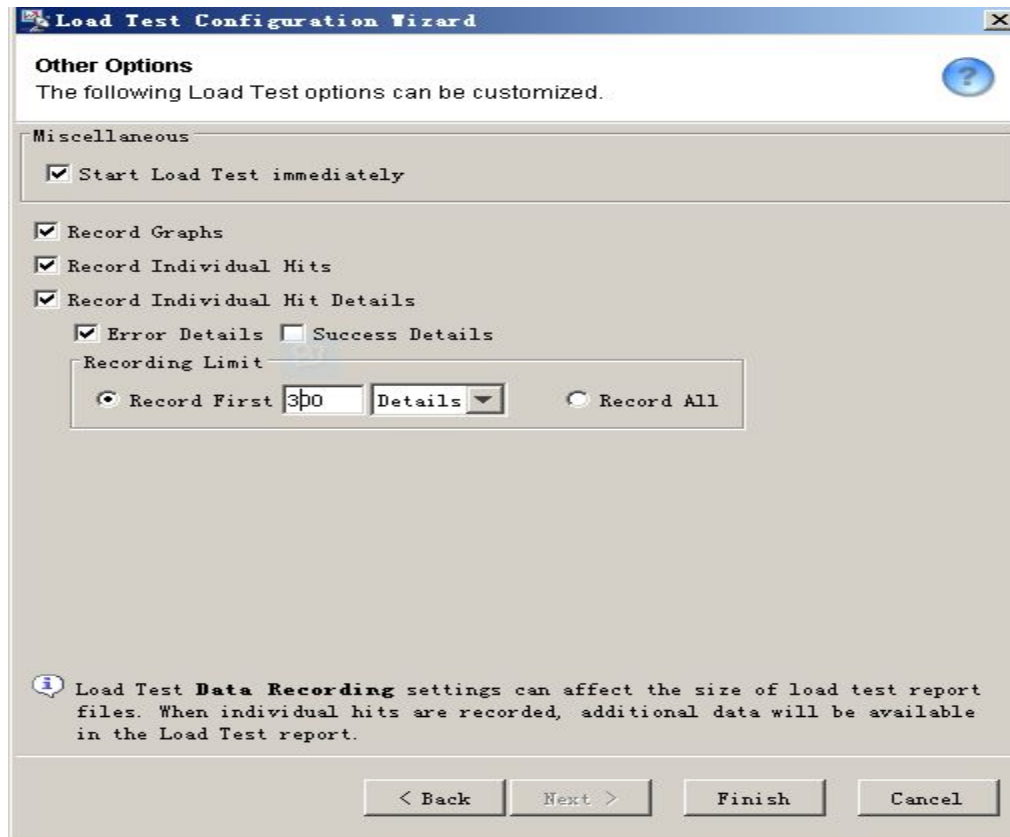 Load Test Configuration Wizard
Other Options
The following Load Test options can be customized.
Miscellaneous
Start Load Test immediately
Record Graphs
Record Individual Hits
Record Individual Hit Details
Error Details Success Details
Recording Limit
Record First 300 Details Record All
Load Test Data Recording settings can affect the size of load test report
files. When individual hits are recorded, additional data will be available
in the Load Test report.
< Back Next > Finish Cancel